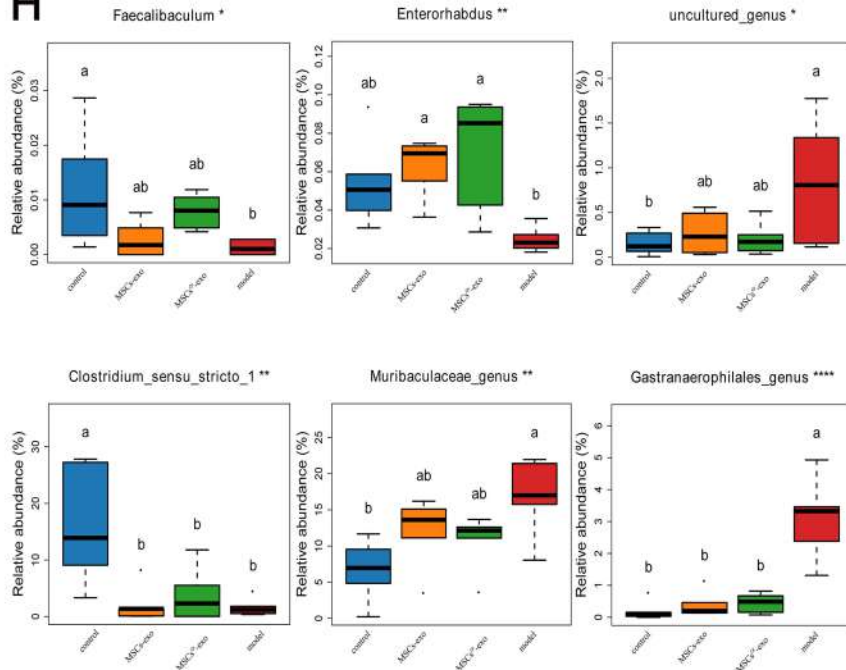 H
Faecalibaculum *
Enterorhabdus **
uncultured_genus *
Relative abundance (%)
0.00
0.01
0.02
0.03
a
ab
ab
b
control
MSCs-exo
model
Relative abundance (%)
0.02
0.04
0.06
0.08
0.10
0.12
ab
a
a
b
control
MSCs-exo
model
Relative abundance (%)
0.0
0.5
1.0
1.5
2.0
b
ab
ab
a
control
MSCs-exo
model
Clostridium_sensu_stricto_1 **
Muribaculaceae_genus **
Gastranaerophilales_genus ****
Relative abundance (%)
0
10
20
30
a
b
b
b
control
MSCs-exo
model
Relative abundance (%)
0
5
10
15
20
25
b
ab
ab
a
control
MSCs-exo
model
Relative abundance (%)
0
1
2
3
4
5
6
b
b
b
a
control
MSCs-exo
model